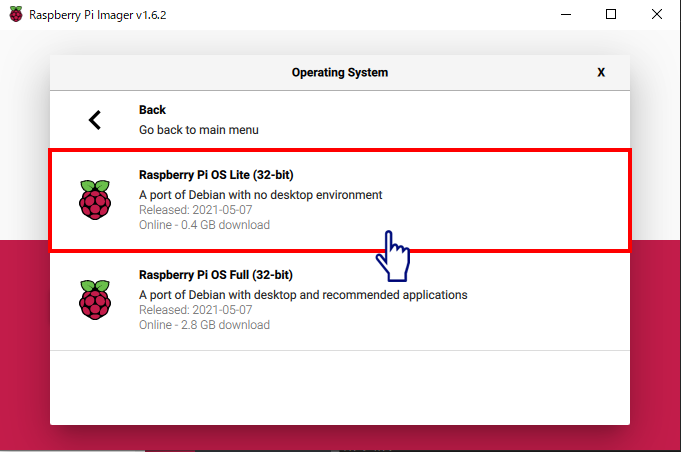 Raspberry Pi Imager v1.6.2
Operating System
X
Back
Go back to main menu
Raspberry Pi OS Lite (32-bit)
A port of Debian with no desktop environment
Released: 2021-05-07
Online - 0.4 GB download
Raspberry Pi OS Full (32-bit)
A port of Debian with desktop and recommended applications
Released: 2021-05-07
Online - 2.8 GB download